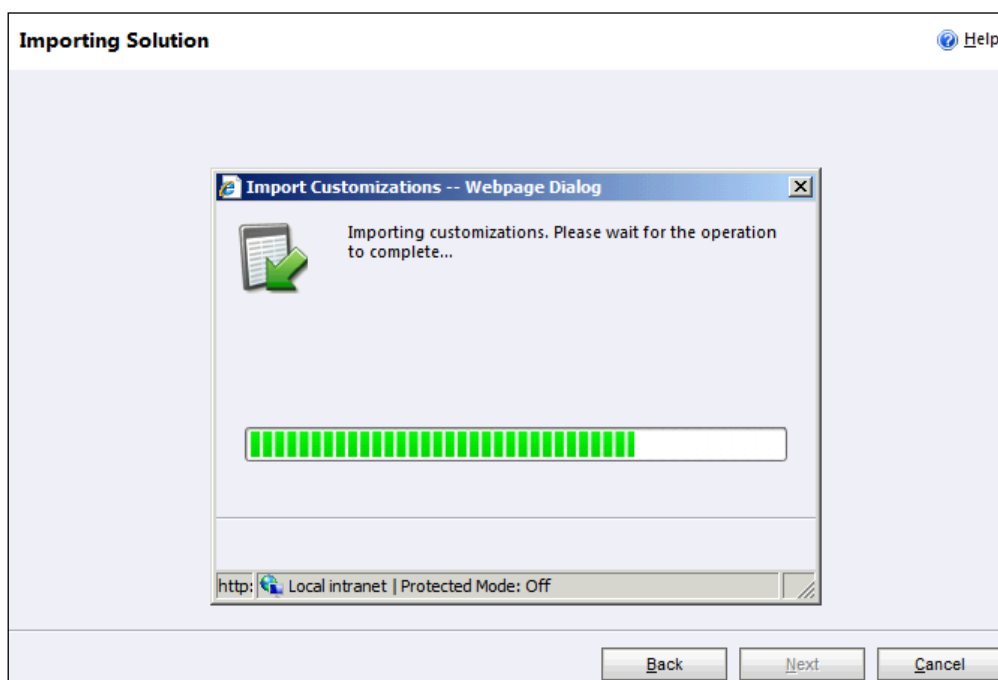 Importing Solution
Help
Import Customizations -- Webpage Dialog
Importing customizations. Please wait for the operation
to complete...
http: Local intranet | Protected Mode: Off
Back Next Cancel